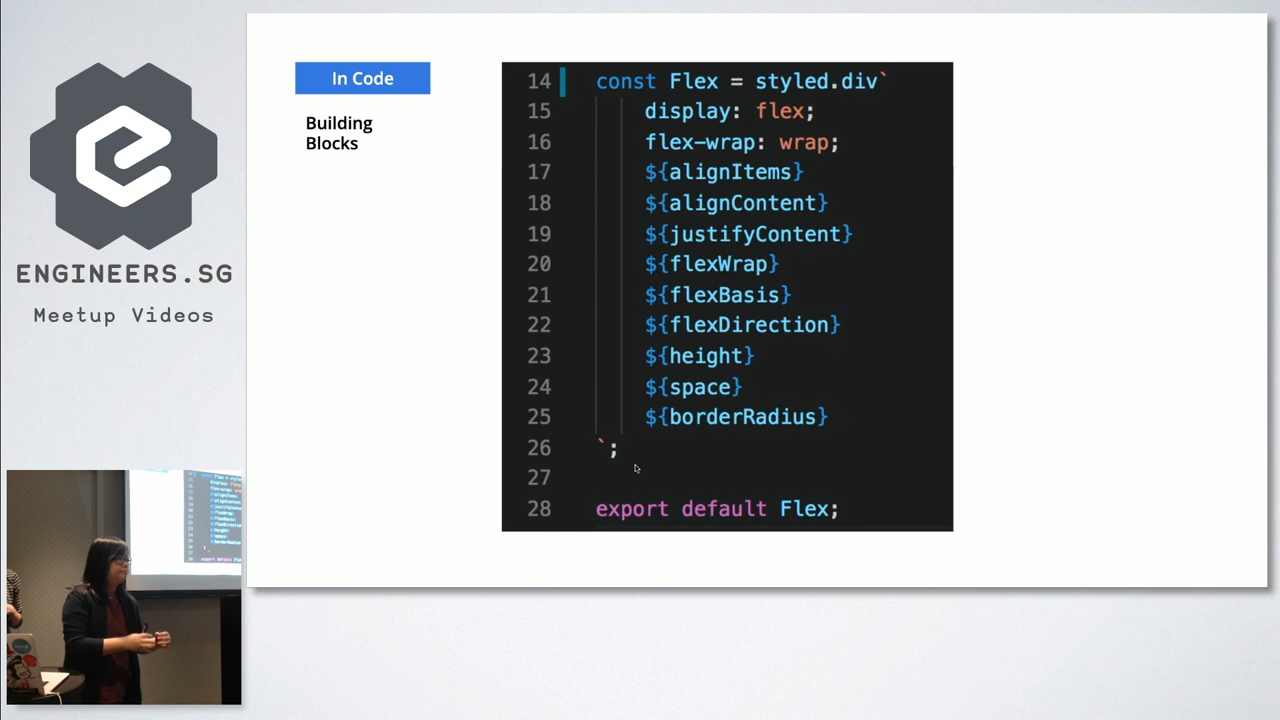 ENGINEERS.SG
Meetup Videos
In Code
Building
Blocks
14 const Flex = styled.div`
15 display: flex;
16 flex-wrap: wrap;
17 ${alignItems}
18 ${alignContent}
19 ${justifyContent}
20 ${flexWrap}
21 ${flexBasis}
22 ${flexDirection}
23 ${height}
24 ${space}
25 ${borderRadius}
26 `;
27
28 export default Flex;